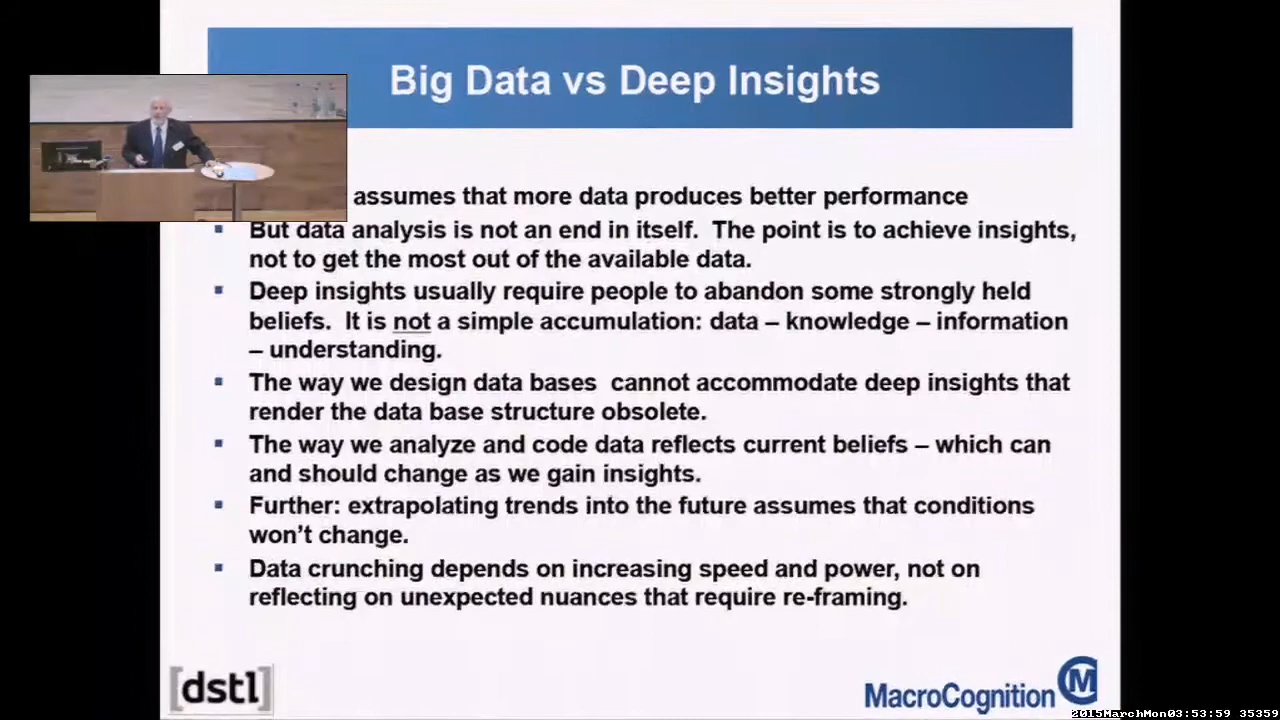 Big Data vs Deep Insights
assumes that more data produces better performance
But data analysis is not an end in itself.  The point is to achieve insights,
not to get the most out of the available data.
Deep insights usually require people to abandon some strongly held
beliefs.  It is not a simple accumulation: data – knowledge – information
– understanding.
The way we design data bases  cannot accommodate deep insights that
render the data base structure obsolete.
The way we analyze and code data reflects current beliefs – which can
and should change as we gain insights.
Further: extrapolating trends into the future assumes that conditions
won't change.
Data crunching depends on increasing speed and power, not on
reflecting on unexpected nuances that require re-framing.
[dstl]
MacroCognition M
2015MarchMon03:53:59 35359